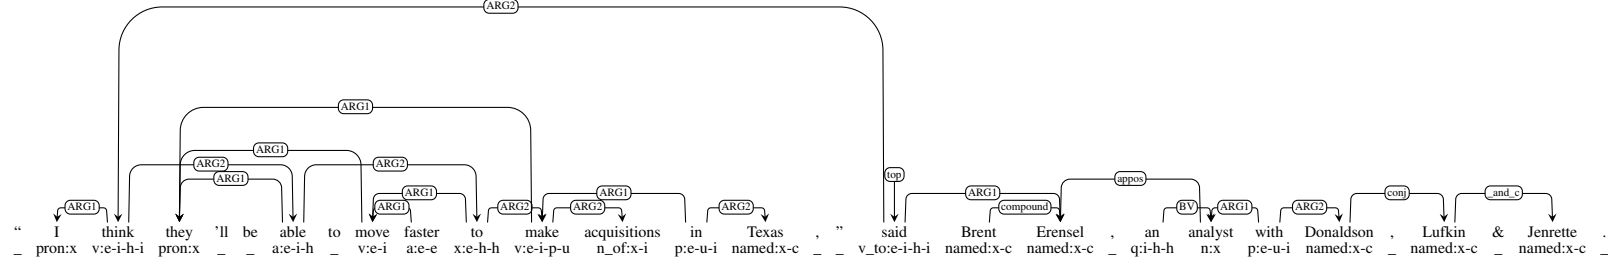 ARG2
ARG1
ARG1
ARG2 ARG2
ARG1 top appos
ARG1 ARG1 ARG1 conj _and_c
ARG1 ARG1 ARG2 ARG2 ARG2 compound BV ARG1 ARG2
“ I think they ’ll be able to move faster to make acquisitions in Texas , ” said Brent Erensel , an analyst with Donaldson , Lufkin & Jenrette .
_ pron:x v:e-i-h-i pron:x _ _ a:e-i-h _ v:e-i a:e-e x:e-h-h v:e-i-p-u n_of:x-i p:e-u-i named:x-c _ _ v_to:e-i-h-i named:x-c named:x-c _ q:i-h-h n:x p:e-u-i named:x-c _ named:x-c _ named:x-c _